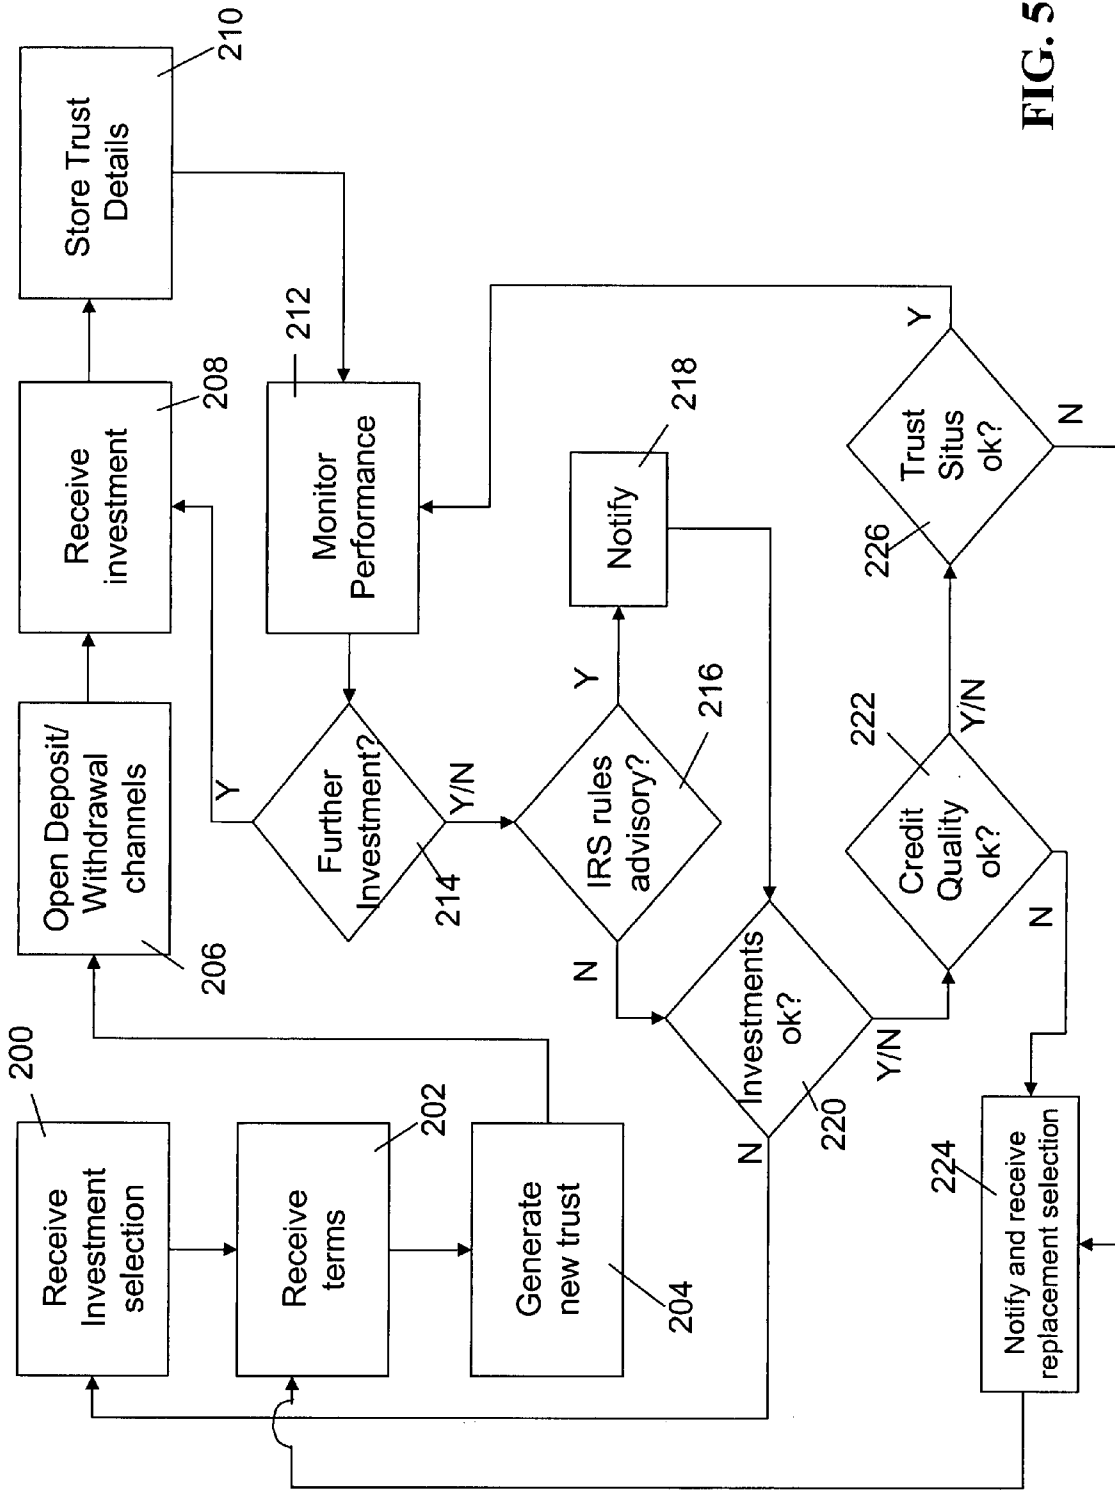 200
Receive
Investment
selection
Receive
terms
202
Generate
new trust
204
Open Deposit/
Withdrawal
channels
206
Receive
investment
208
Store Trust
Details
210
Monitor
Performance
212
Further
Investment?
214
Y
Y/N
IRS rules
advisory?
216
Y
N
Notify
218
Investments
ok?
220
N
Y/N
Credit
Quality
ok?
222
Y/N
N
Notify and receive
replacement selection
224
Trust
Situs
ok?
226
Y
N
FIG. 5